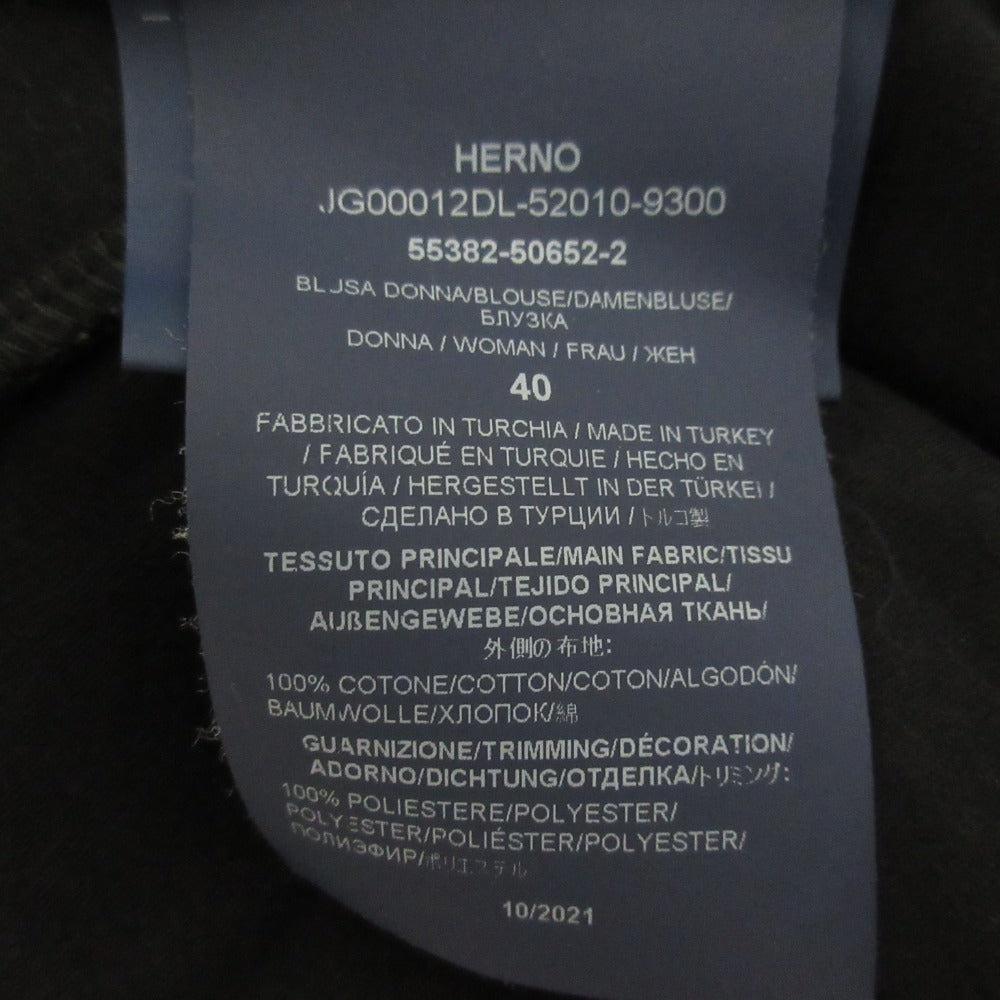 HERNO
JG00012DL-52010-9300
55382-50652-2
BLUSA DONNA/BLOUSE/DAMENBLUSE/
БЛУЗКА
DONNA / WOMAN / FRAU / ЖЕН
40
FABBRICATO IN TURCHIA / MADE IN TURKEY
/ FABRIQUÉ EN TURQUIE / HECHO EN
TURQUÍA / HERGESTELLT IN DER TÜRKEI /
СДЕЛАНО В ТУРЦИИ / トルコ製
TESSUTO PRINCIPALE/MAIN FABRIC/TISSU
PRINCIPAL/TEJIDO PRINCIPAL/
AUßENGEWEBE/ОСНОВНАЯ ТКАНЬ/
外側の布地:
100% COTONE/COTTON/COTON/ALGODÓN/
BAUMWOLLE/ХЛОПОК/綿
GUARNIZIONE/TRIMMING/DÉCORATION/
ADORNO/DICHTUNG/ОТДЕЛКА/トリミング:
100% POLIESTERE/POLYESTER/
POLYESTER/POLIÉSTER/POLYESTER/
ПОЛИЭФИР/ポリエステル
10/2021